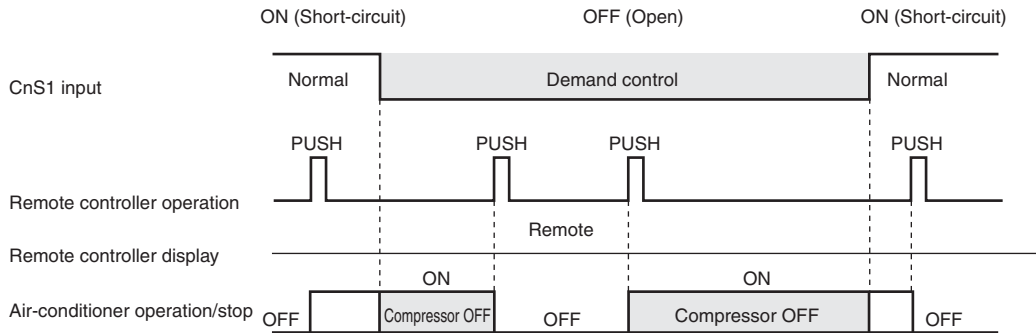 ON (Short-circuit) OFF (Open) ON (Short-circuit)
CnS1 input Normal Demand control Normal
PUSH PUSH PUSH PUSH
Remote controller operation
Remote
Remote controller display
ON ON
Air-conditioner operation/stop OFF Compressor OFF OFF Compressor OFF OFF